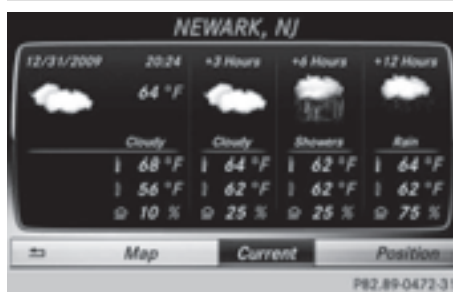 NEWARK, NJ
12/31/2009 20:24 +3 Hours +6 Hours +12 Hours
64 °F
Cloudy Cloudy Showers Rain
68 °F 64 °F 62 °F 64 °F
56 °F 62 °F 62 °F 62 °F
10 % 25 % 25 % 75 %
Map Current Position
P82.89-0472-31